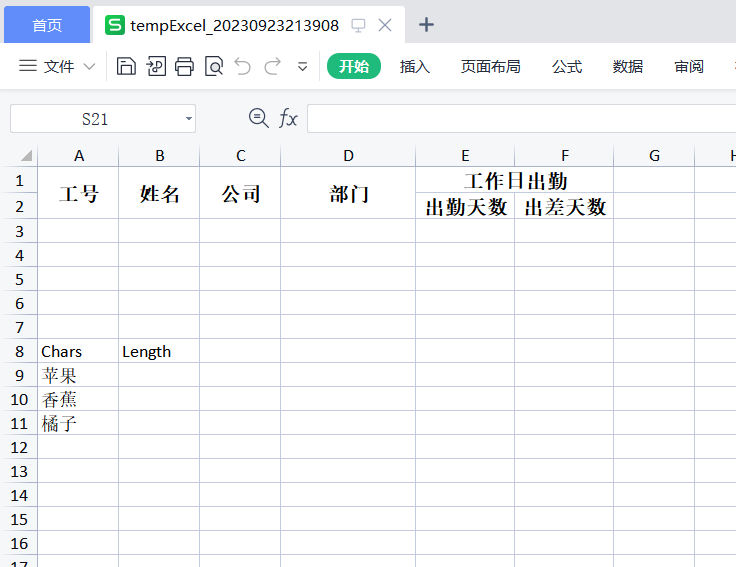 首页 S tempExcel_20230923213908
文件 开始 插入 页面布局 公式 数据 审阅
S21 fx
A B C D E F G H
1 工号 姓名 公司 部门 工作日出勤
2 出勤天数 出差天数
3
4
5
6
7
8 Chars Length
9 苹果
10 香蕉
11 橘子
12
13
14
15
16
17